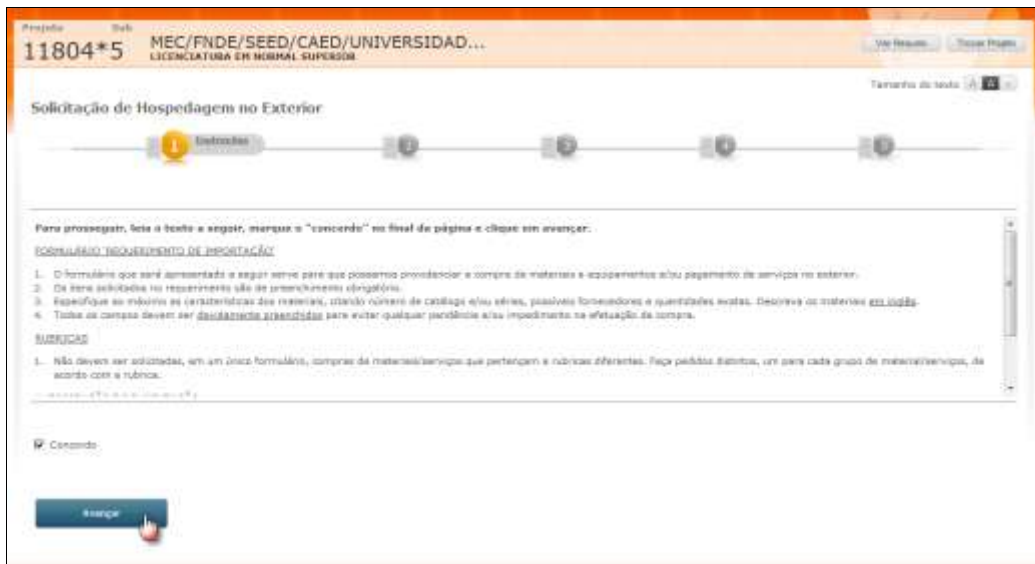 Projeto Sub
11804*5 MEC/FNDE/SEED/CAED/UNIVERSIDAD...
LICENCIATURA EM NORMAL SUPERIOR
Ver Resumo Trocar Projeto
Tamanho do texto A A
Solicitação de Hospedagem no Exterior
1 Instruções 2 3 4 5
Para prosseguir, leia o texto a seguir, marque o "concordo" no final da página e clique em avançar.
FORMULÁRIO 'REQUERIMENTO DE IMPORTAÇÃO'
1. O formulário que será apresentado a seguir serve para que possamos providenciar a compra de materiais e equipamentos e/ou pagamento de serviços no exterior.
2. Os itens solicitados no requerimento são de preenchimento obrigatório.
3. Especifique ao máximo as características dos materiais, citando número de catálogo e/ou séries, possíveis fornecedores e quantidades exatas. Descreva os materiais em inglês.
4. Todos os campos devem ser devidamente preenchidos para evitar qualquer pendência e/ou impedimento na efetuação da compra.
RUBRICAS
1. Não devem ser solicitadas, em um único formulário, compras de materiais/serviços que pertençam a rubricas diferentes. Faça pedidos distintos, um para cada grupo de material/serviços, de
acordo com a rubrica.
Concordo
Avançar